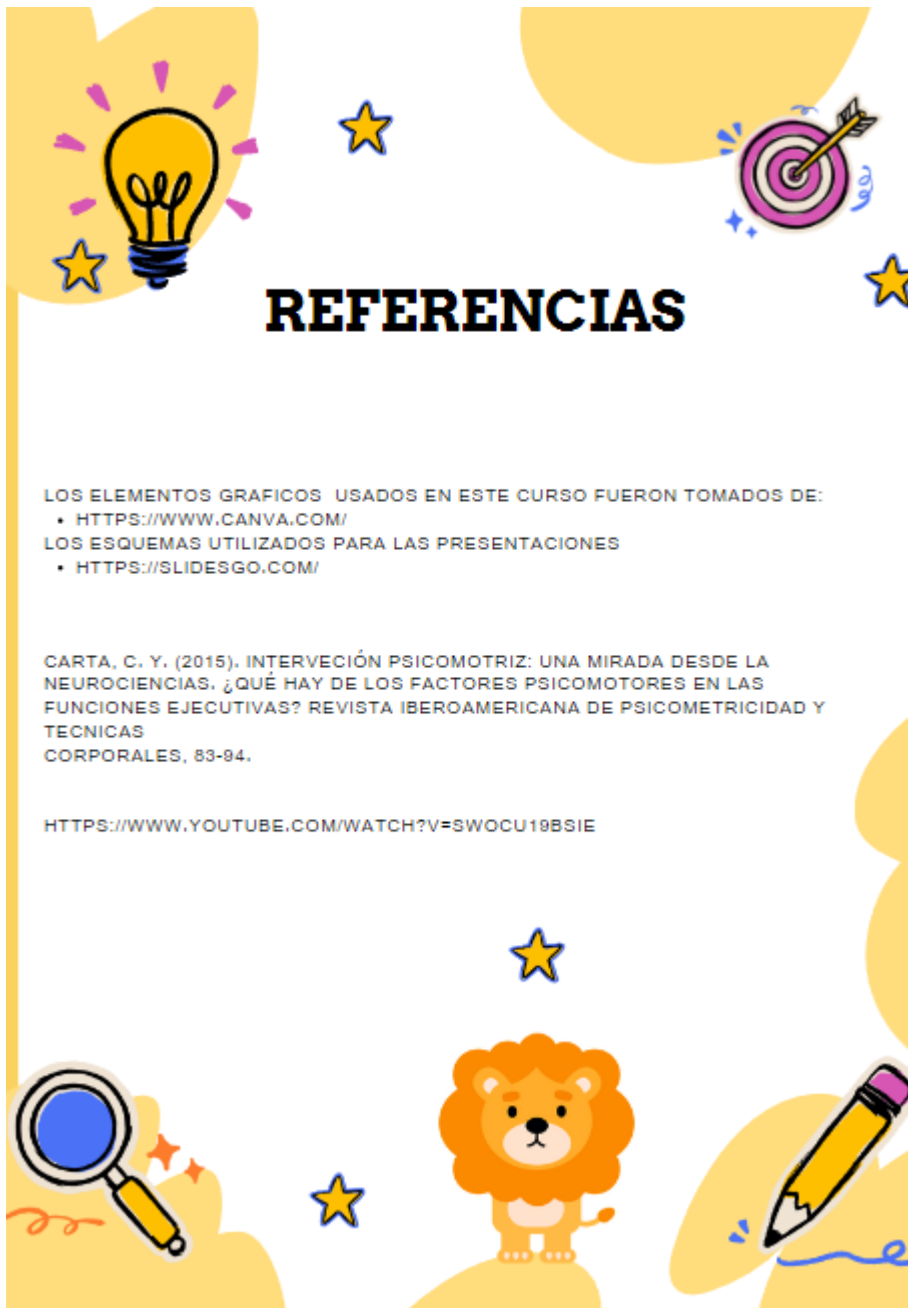 REFERENCIAS
LOS ELEMENTOS GRAFICOS USADOS EN ESTE CURSO FUERON TOMADOS DE:
• HTTPS://WWW.CANVA.COM/
LOS ESQUEMAS UTILIZADOS PARA LAS PRESENTACIONES
• HTTPS://SLIDESGO.COM/
CARTA, C. Y. (2015). INTERVECIÓN PSICOMOTRIZ: UNA MIRADA DESDE LA
NEUROCIENCIAS. ¿QUÉ HAY DE LOS FACTORES PSICOMOTORES EN LAS
FUNCIONES EJECUTIVAS? REVISTA IBEROAMERICANA DE PSICOMETRICIDAD Y
TECNICAS
CORPORALES, 83-94.
HTTPS://WWW.YOUTUBE.COM/WATCH?V=SWOCU19BSIE